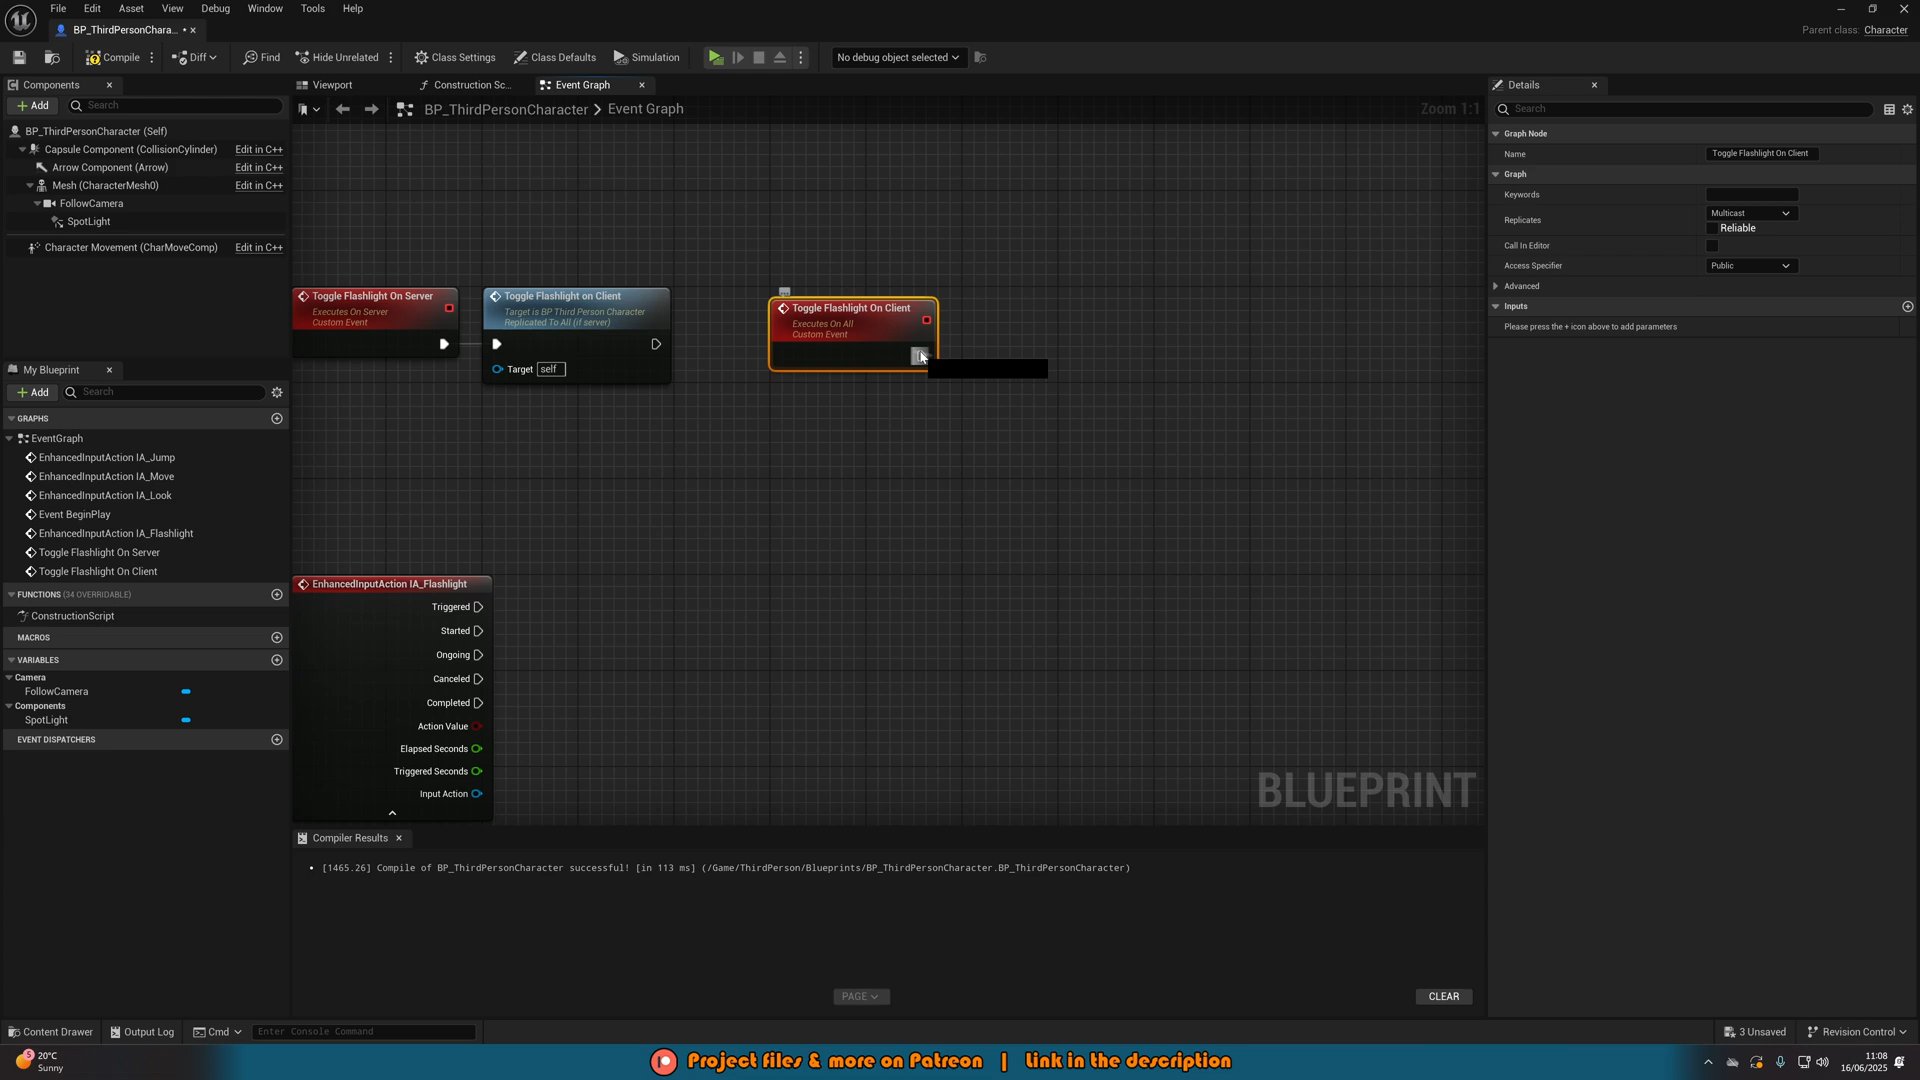 File Edit Asset View Debug Window Tools Help
BP_ThirdPersonChara...
Parent class: Character
Compile Diff Find Hide Unrelated Class Settings Class Defaults Simulation No debug object selected
Components
Add Search
BP_ThirdPersonCharacter (Self)
Capsule Component (CollisionCylinder) Edit in C++
Arrow Component (Arrow) Edit in C++
Mesh (CharacterMesh0) Edit in C++
FollowCamera
SpotLight
Character Movement (CharMoveComp) Edit in C++
My Blueprint
Add Search
GRAPHS
EventGraph
EnhancedInputAction IA_Jump
EnhancedInputAction IA_Move
EnhancedInputAction IA_Look
Event BeginPlay
EnhancedInputAction IA_Flashlight
Toggle Flashlight On Server
Toggle Flashlight On Client
FUNCTIONS (34 OVERRIDABLE)
ConstructionScript
MACROS
VARIABLES
Camera
FollowCamera
Components
SpotLight
EVENT DISPATCHERS
Viewport Construction Sc... Event Graph
BP_ThirdPersonCharacter > Event Graph
Zoom 1:1
Toggle Flashlight On Server
Executes On Server
Custom Event
Toggle Flashlight on Client
Target is BP Third Person Character
Replicated To All (if server)
Target self
Toggle Flashlight On Client
Executes On All
Custom Event
EnhancedInputAction IA_Flashlight
Triggered
Started
Ongoing
Canceled
Completed
Action Value
Elapsed Seconds
Triggered Seconds
Input Action
BLUEPRINT
Compiler Results
[1465.26] Compile of BP_ThirdPersonCharacter successful! [in 113 ms] (/Game/ThirdPerson/Blueprints/BP_ThirdPersonCharacter.BP_ThirdPersonCharacter)
PAGE
CLEAR
Details
Search
Graph Node
Name Toggle Flashlight On Client
Graph
Keywords
Replicates Multicast
Reliable
Call In Editor
Access Specifier Public
Advanced
Inputs
Please press the + icon above to add parameters
Content Drawer Output Log Cmd Enter Console Command
3 Unsaved Revision Control
5
20°C
Sunny
Project files & more on Patreon | Link in the description
11:08
16/06/2025